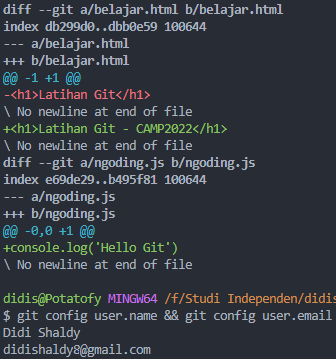 diff --git a/belajar.html b/belajar.html
index db299d0..dbb0e59 100644
--- a/belajar.html
+++ b/belajar.html
@@ -1 +1 @@
-<h1>Latihan Git</h1>
\ No newline at end of file
+<h1>Latihan Git - CAMP2022</h1>
\ No newline at end of file
diff --git a/ngoding.js b/ngoding.js
index e69de29..b495f81 100644
--- a/ngoding.js
+++ b/ngoding.js
@@ -0,0 +1 @@
+console.log('Hello Git')
\ No newline at end of file
didis@Potatofy MINGW64 /f/Studi Independen/didis
$ git config user.name && git config user.email
Didi Shaldy
didishaldy8@gmail.com